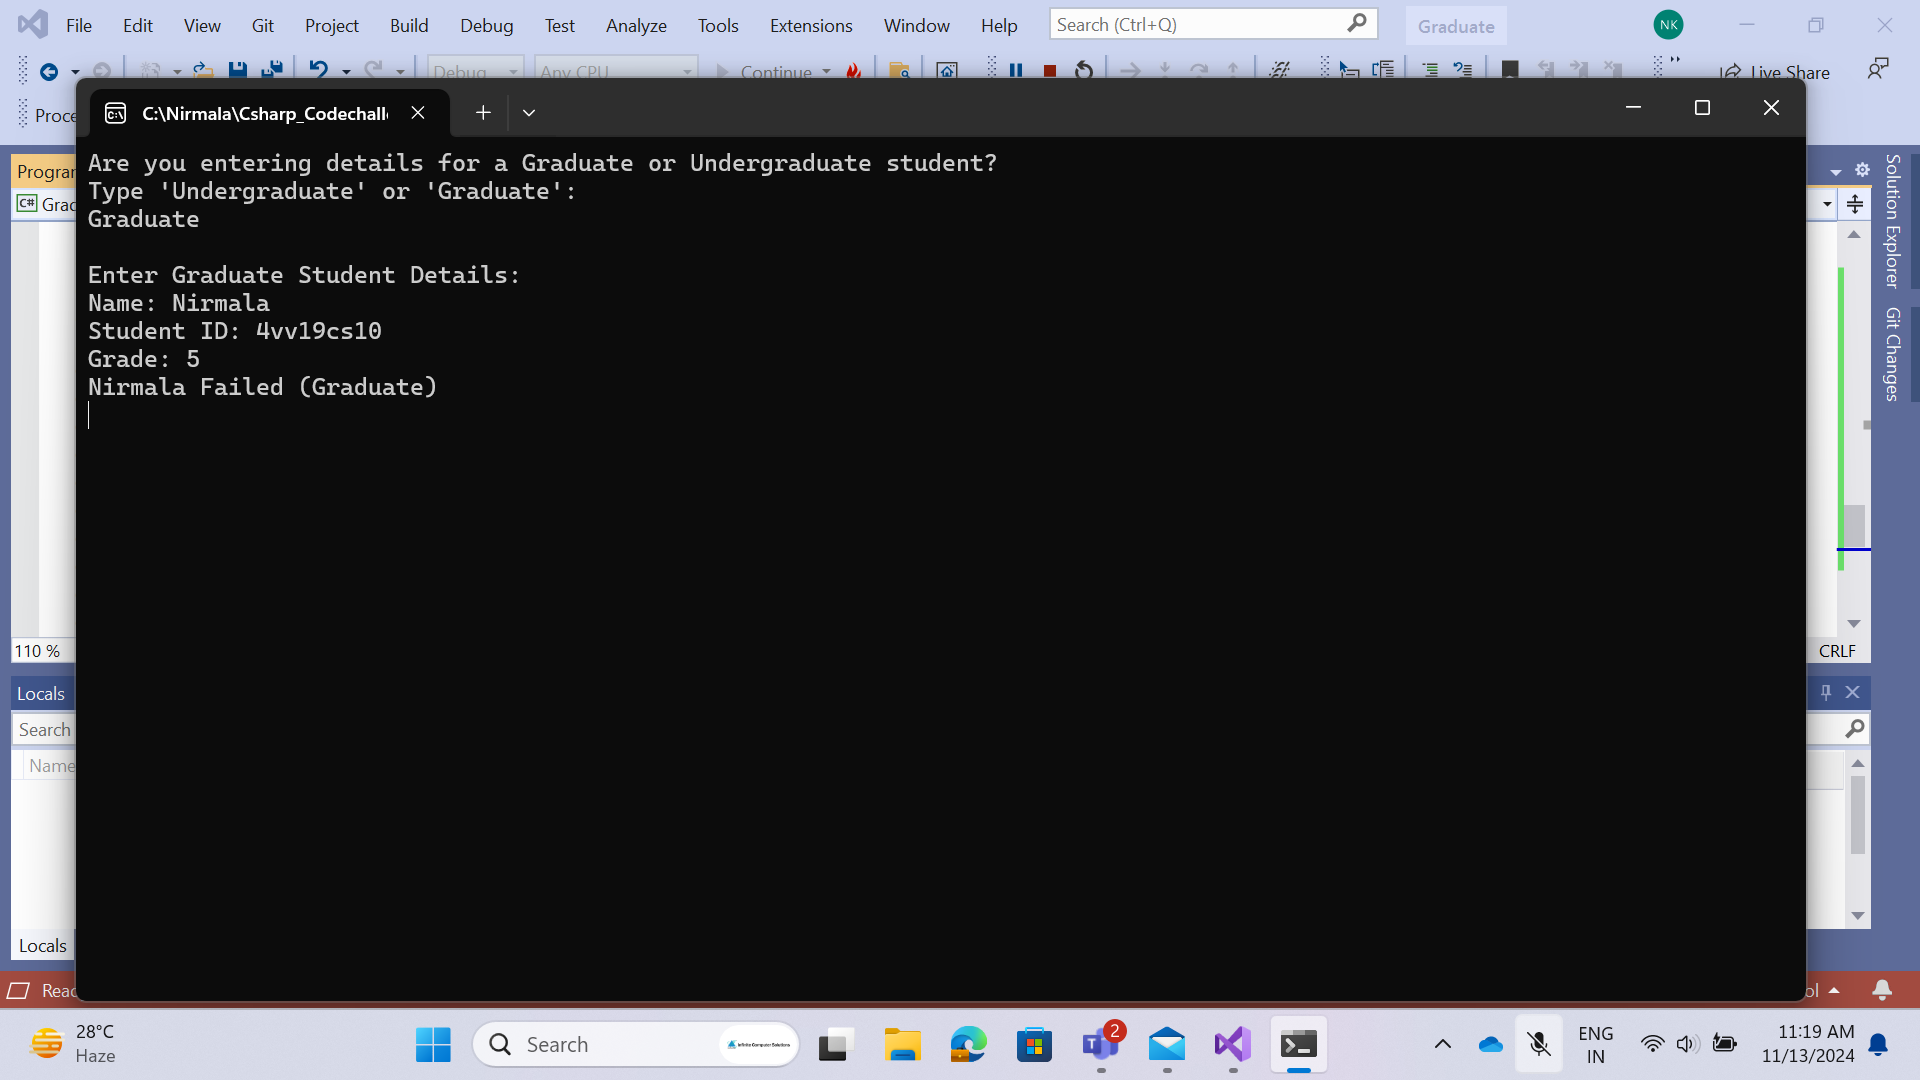 File Edit View Git Project Build Debug Test Analyze Tools Extensions Window Help Search (Ctrl+Q) Graduate NK
Debug Any CPU Continue Live Share
Proce
C:\Nirmala\Csharp_Codechall
Program
C# Grad
Are you entering details for a Graduate or Undergraduate student?
Type 'Undergraduate' or 'Graduate':
Graduate
Enter Graduate Student Details:
Name: Nirmala
Student ID: 4vv19cs10
Grade: 5
Nirmala Failed (Graduate)
Solution Explorer
Git Changes
110 %
CRLF
Locals
Search
Name
Locals
Read
ol
28°C
Haze
Search
Infinite Computer Solutions
2
ENG
IN
11:19 AM
11/13/2024